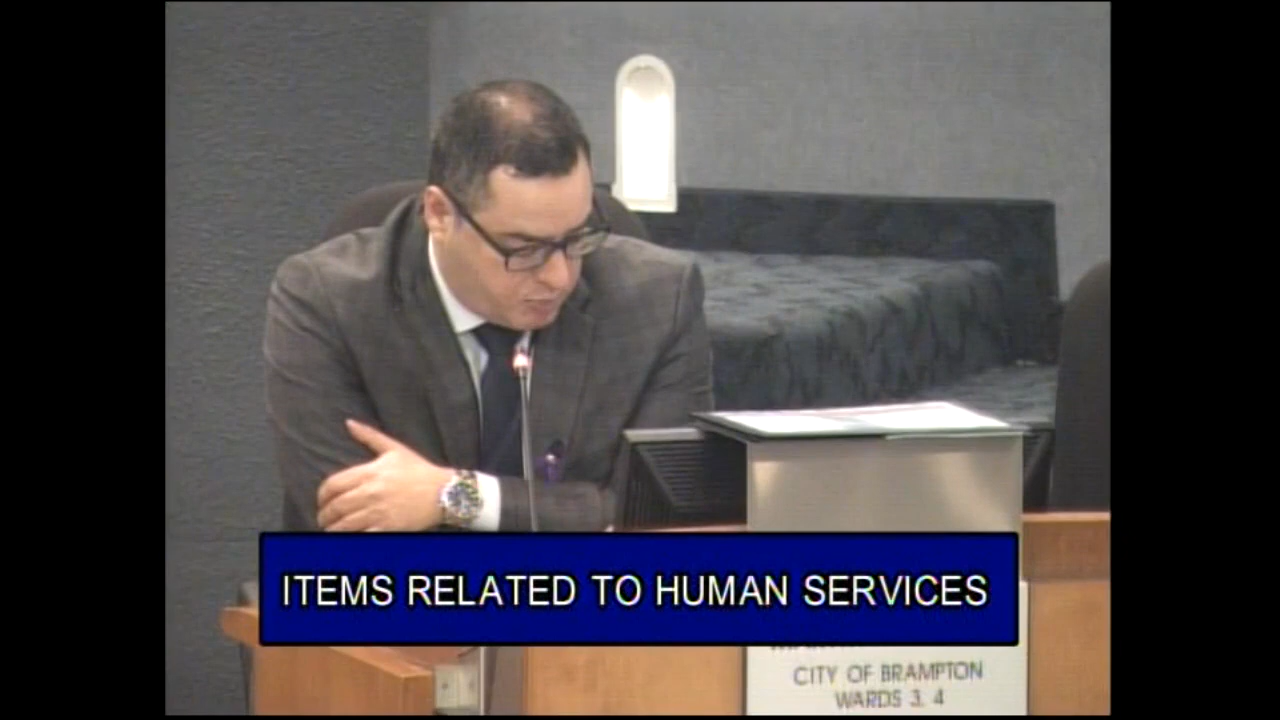 ITEMS RELATED TO HUMAN SERVICES
CITY OF BRAMPTON
WARDS 3, 4